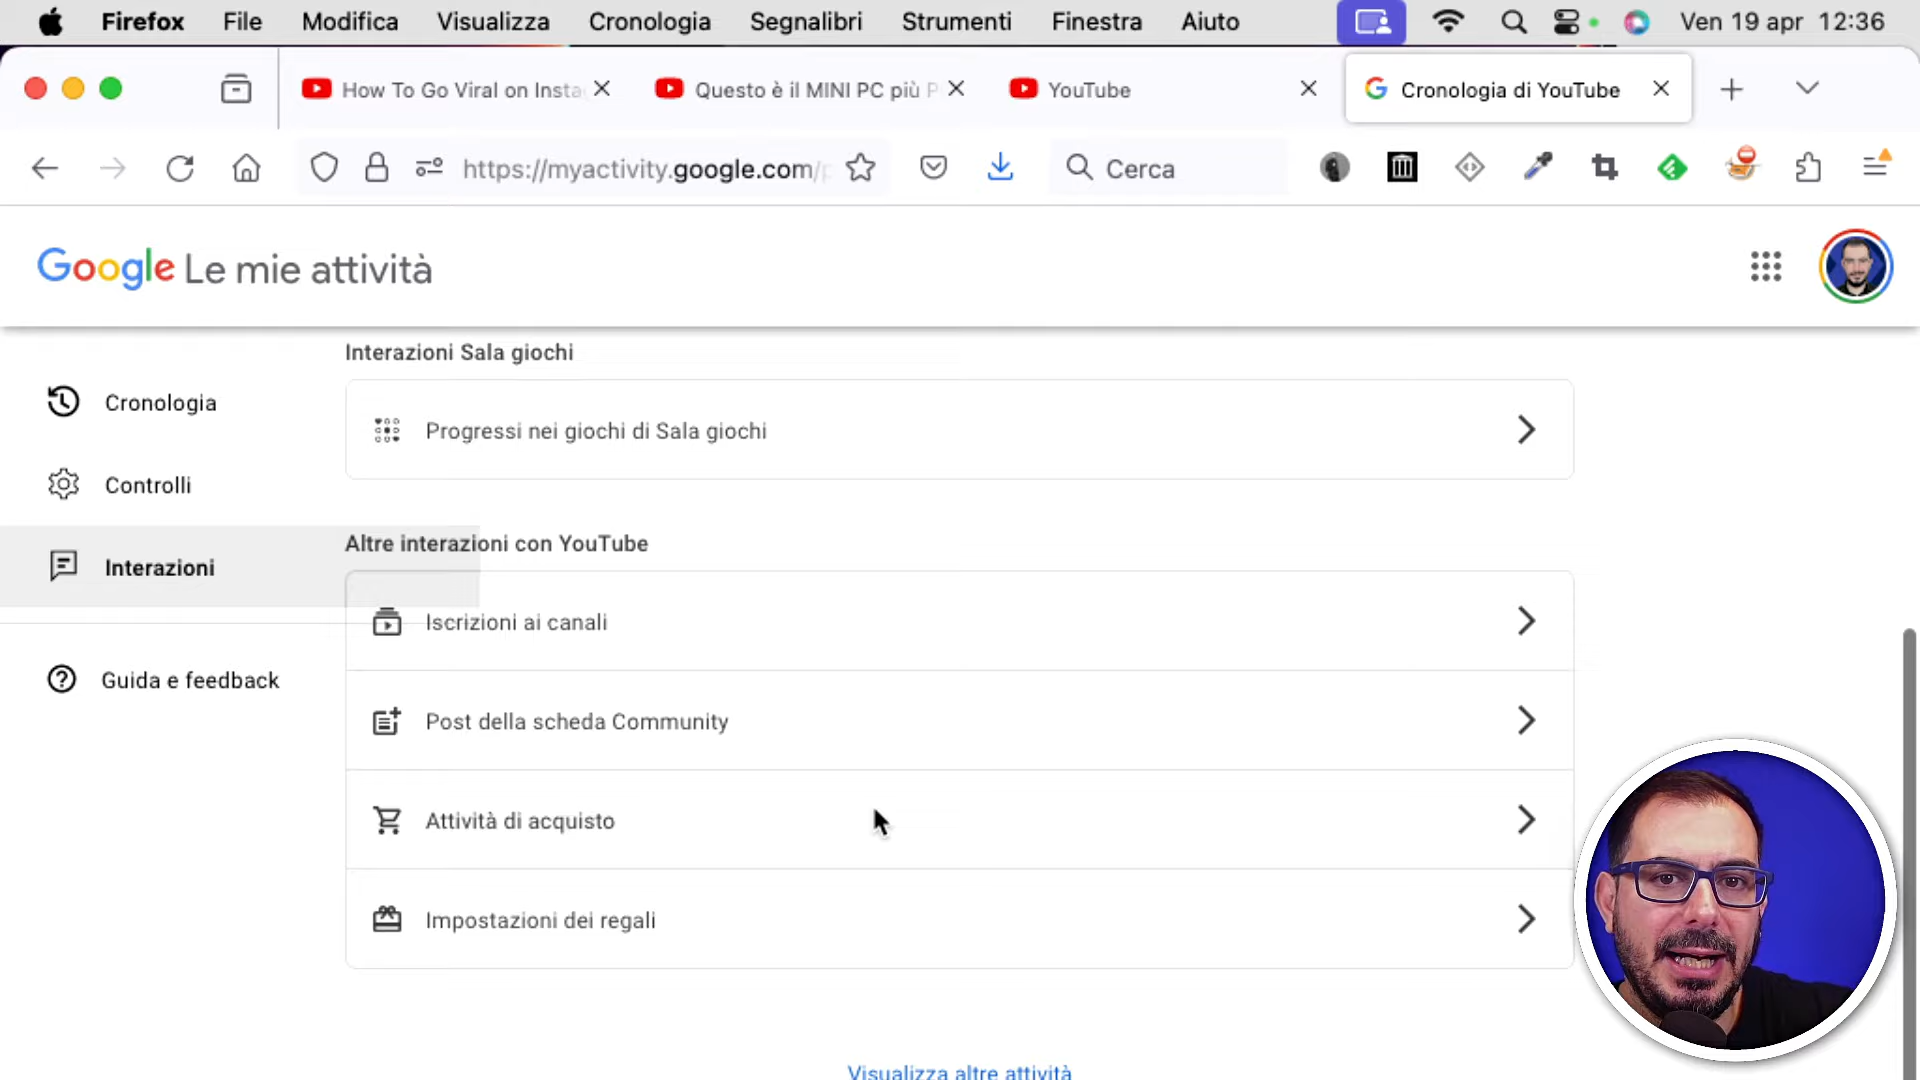 Firefox File Modifica Visualizza Cronologia Segnalibri Strumenti Finestra Aiuto Ven 19 apr 12:36
How To Go Viral on Insta Questo è il MINI PC più P YouTube Cronologia di YouTube
https://myactivity.google.com/p Cerca
Google Le mie attività
Interazioni Sala giochi
Cronologia
Progressi nei giochi di Sala giochi
Controlli
Altre interazioni con YouTube
Interazioni
Iscrizioni ai canali
Guida e feedback
Post della scheda Community
Attività di acquisto
Impostazioni dei regali
Visualizza altre attività